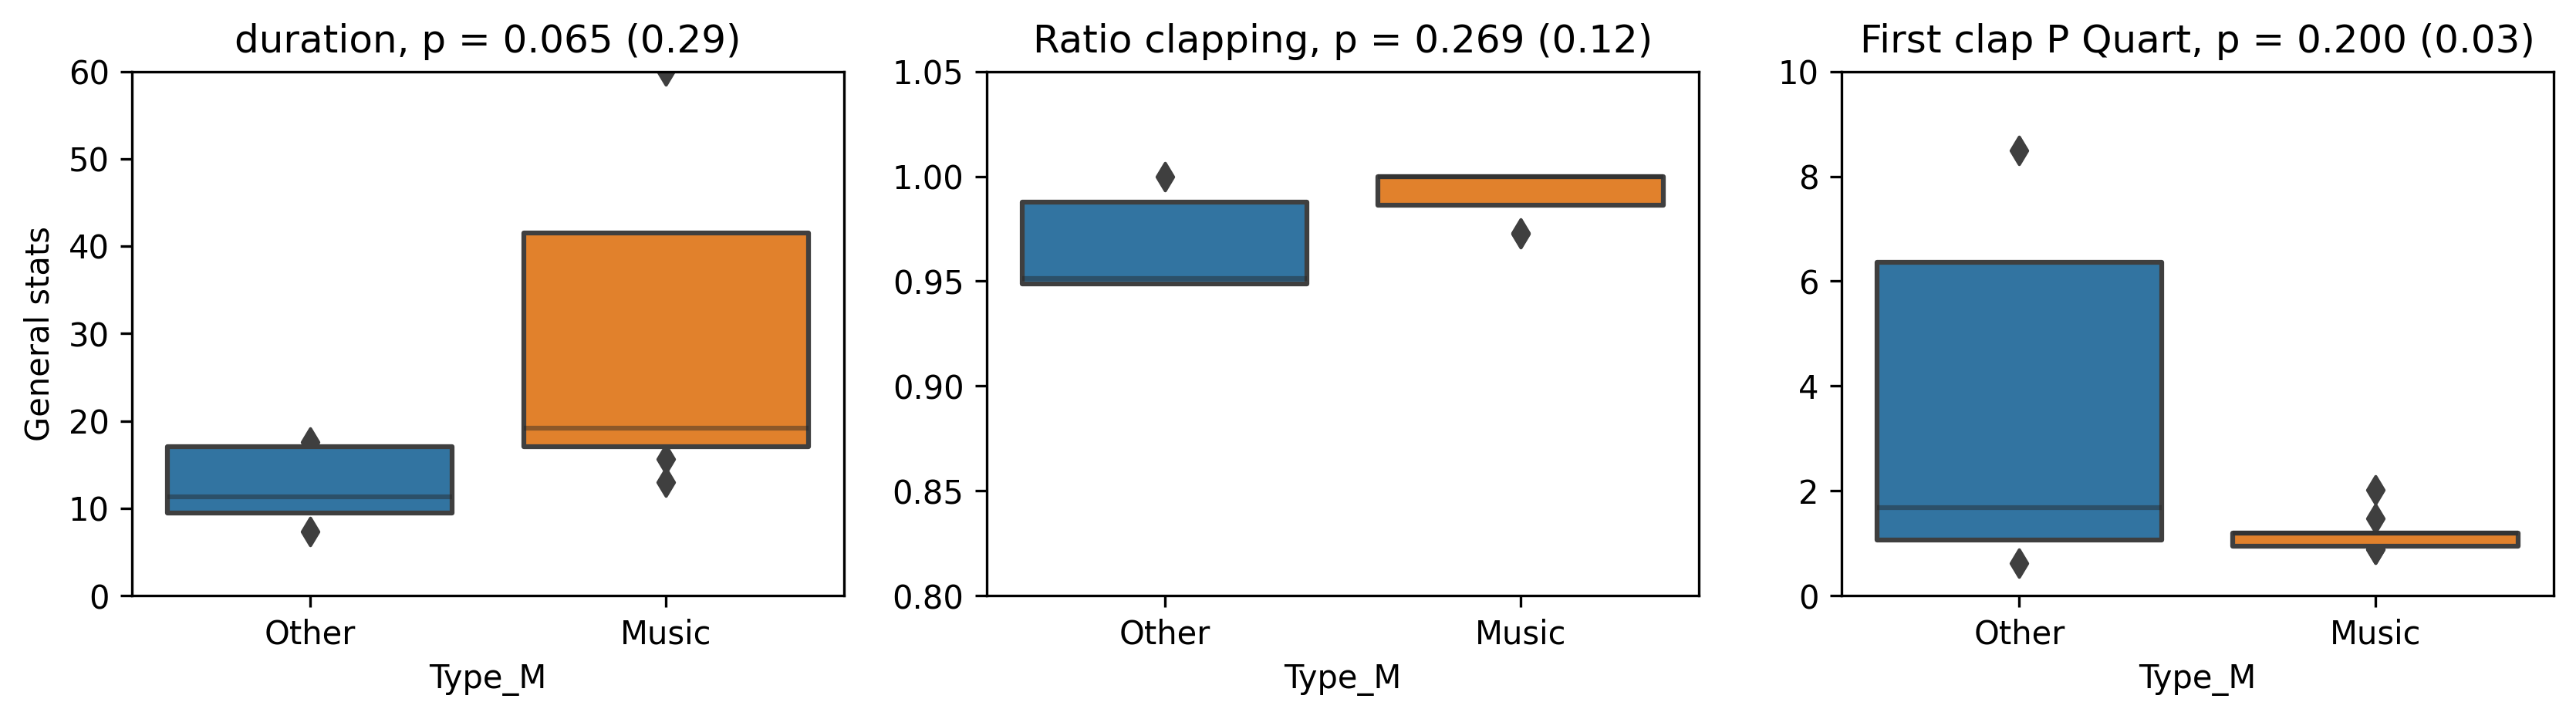 duration, p = 0.065 (0.29)
60
50
40
30
20
10
0
General stats
Other
Music
Type_M
Ratio clapping, p = 0.269 (0.12)
1.05
1.00
0.95
0.90
0.85
0.80
Other
Music
Type_M
First clap P Quart, p = 0.200 (0.03)
10
8
6
4
2
0
Other
Music
Type_M